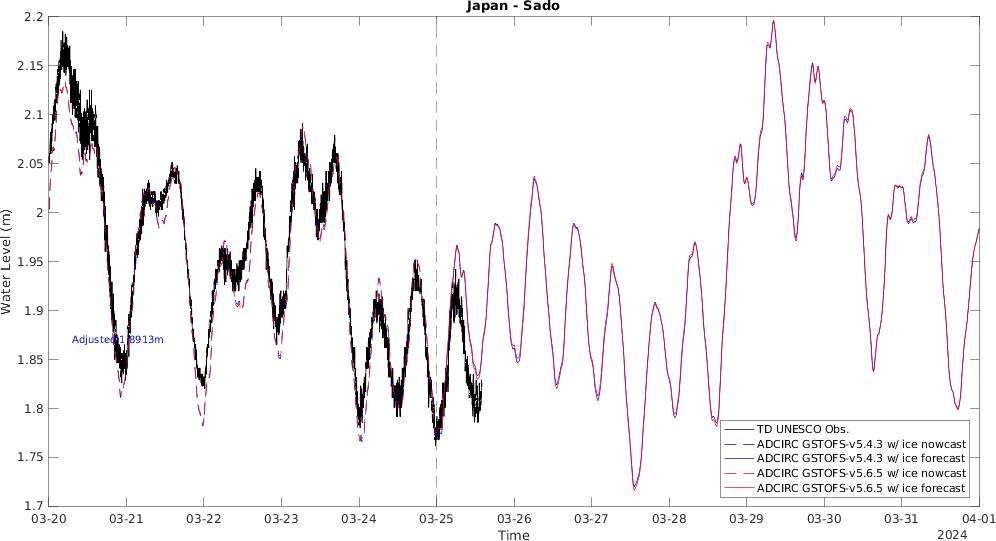 Japan - Sado
Water Level (m)
2.2
2.15
2.1
2.05
2
1.95
1.9
1.85
1.8
1.75
1.7
Adjusted 1.8913m
TD UNESCO Obs.
ADCIRC GSTOFS-v5.4.3 w/ ice nowcast
ADCIRC GSTOFS-v5.4.3 w/ ice forecast
ADCIRC GSTOFS-v5.6.5 w/ ice nowcast
ADCIRC GSTOFS-v5.6.5 w/ ice forecast
03-20 03-21 03-22 03-23 03-24 03-25 03-26 03-27 03-28 03-29 03-30 03-31 04-01
Time
2024